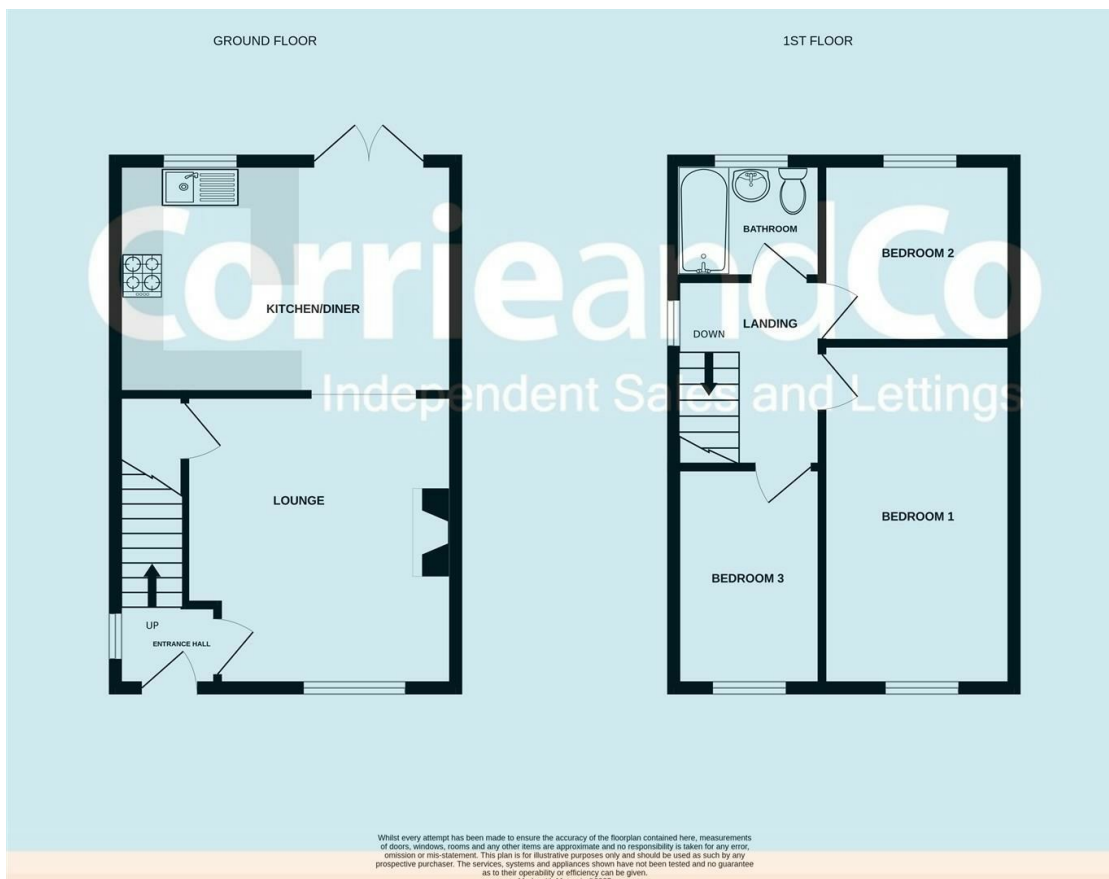 GROUND FLOOR
1ST FLOOR
CorrieandCo
Independent Sales and Lettings
KITCHEN/DINER
LOUNGE
UP
ENTRANCE HALL
BATHROOM
BEDROOM 2
LANDING
DOWN
BEDROOM 1
BEDROOM 3
Whilst every attempt has been made to ensure the accuracy of the floorplan contained here, measurements
of doors, windows, rooms and any other items are approximate and no responsibility is taken for any error,
omission or mis-statement. This plan is for illustrative purposes only and should be used as such by any
prospective purchaser. The services, systems and appliances shown have not been tested and no guarantee
as to their operability or efficiency can be given.